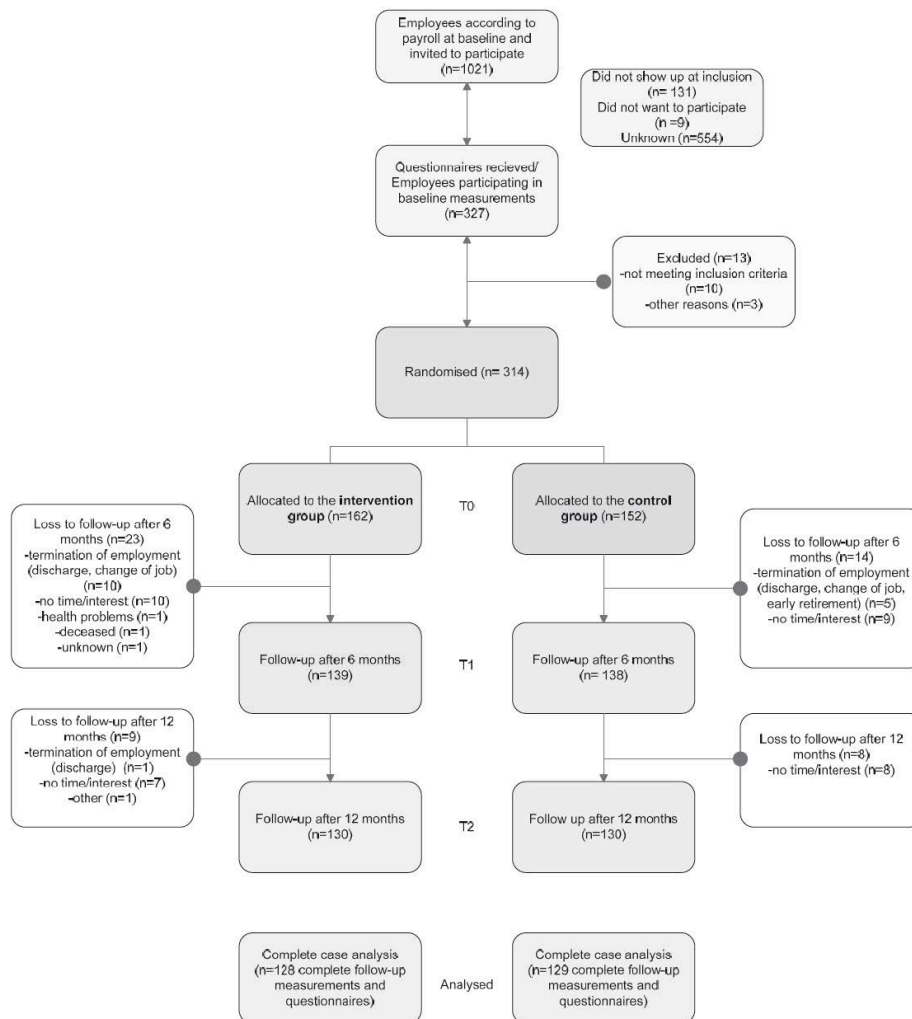 Employees according to
payroll at baseline and
invited to participate
(n=1021)
Did not show up at inclusion
(n= 131)
Did not want to participate
(n =9)
Unknown (n=554)
Questionnaires recieved/
Employees participating in
baseline measurements
(n=327)
Excluded (n=13)
-not meeting inclusion criteria
(n=10)
-other reasons (n=3)
Randomised (n= 314)
Allocated to the intervention
group (n=162)
T0
Allocated to the control
group (n=152)
Loss to follow-up after 6
months (n=23)
-termination of employment
(discharge, change of job)
(n=10)
-no time/interest (n=10)
-health problems (n=1)
-deceased (n=1)
-unknown (n=1)
Loss to follow-up after 6
months (n=14)
-termination of employment
(discharge, change of job,
early retirement) (n=5)
-no time/interest (n=9)
Follow-up after 6 months
(n=139)
T1
Follow-up after 6 months
(n= 138)
Loss to follow-up after 12
months (n=9)
-termination of employment
(discharge) (n=1)
-no time/interest (n=7)
-other (n=1)
Loss to follow-up after 12
months (n=8)
-no time/interest (n=8)
Follow-up after 12 months
(n=130)
T2
Follow up after 12 months
(n=130)
Complete case analysis
(n=128 complete follow-up
measurements and
questionnaires)
Analysed
Complete case analysis
(n=129 complete follow-up
measurements and
questionnaires)